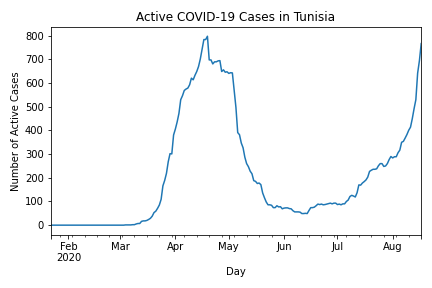 Active COVID-19 Cases in Tunisia
Number of Active Cases
800
700
600
500
400
300
200
100
0
Feb Mar Apr May Jun Jul Aug
2020
Day